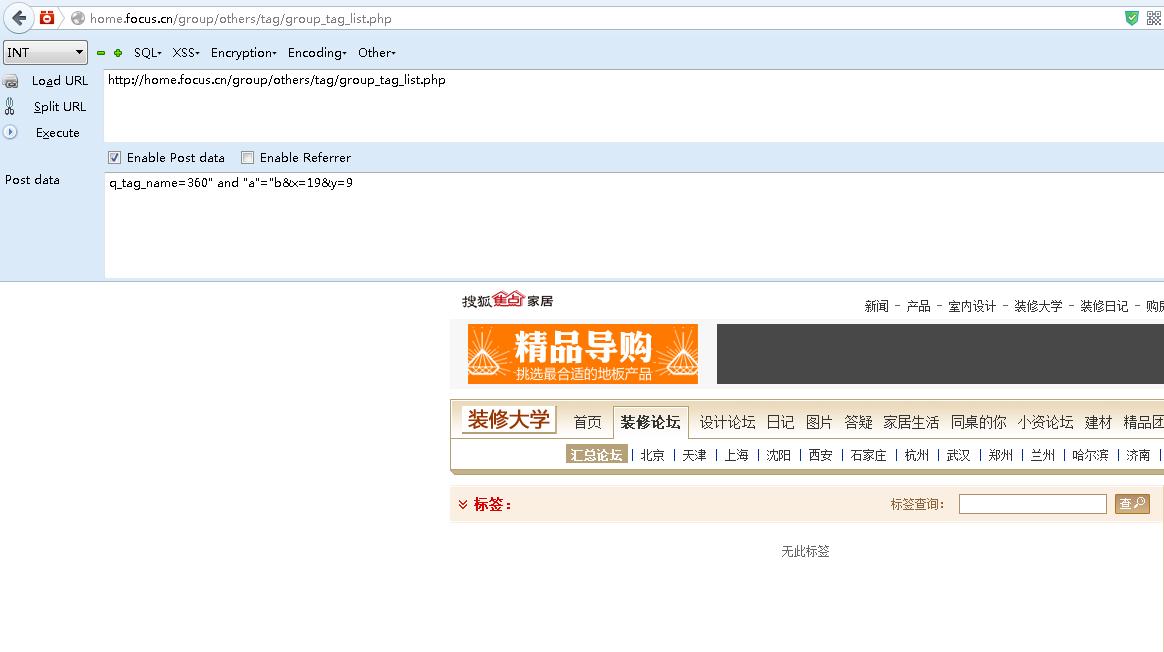 home.focus.cn/group/others/tag/group_tag_list.php
INT SQL XSS Encryption Encoding Other
Load URL
http://home.focus.cn/group/others/tag/group_tag_list.php
Split URL
Execute
Enable Post data Enable Referrer
Post data
q_tag_name=360" and "a"="b&x=19&y=9
搜狐焦点家居
新闻 - 产品 - 室内设计 - 装修大学 - 装修日记 -
精品导购
挑选最合适的地板产品
装修大学 首页 装修论坛 设计论坛 日记 图片 答疑 家居生活 同桌的你 小资论坛 建材 精品团
汇总论坛 | 北京 | 天津 | 上海 | 沈阳 | 西安 | 石家庄 | 杭州 | 武汉 | 郑州 | 兰州 | 哈尔滨 | 济南 |
标签： 标签查询： 查
无此标签